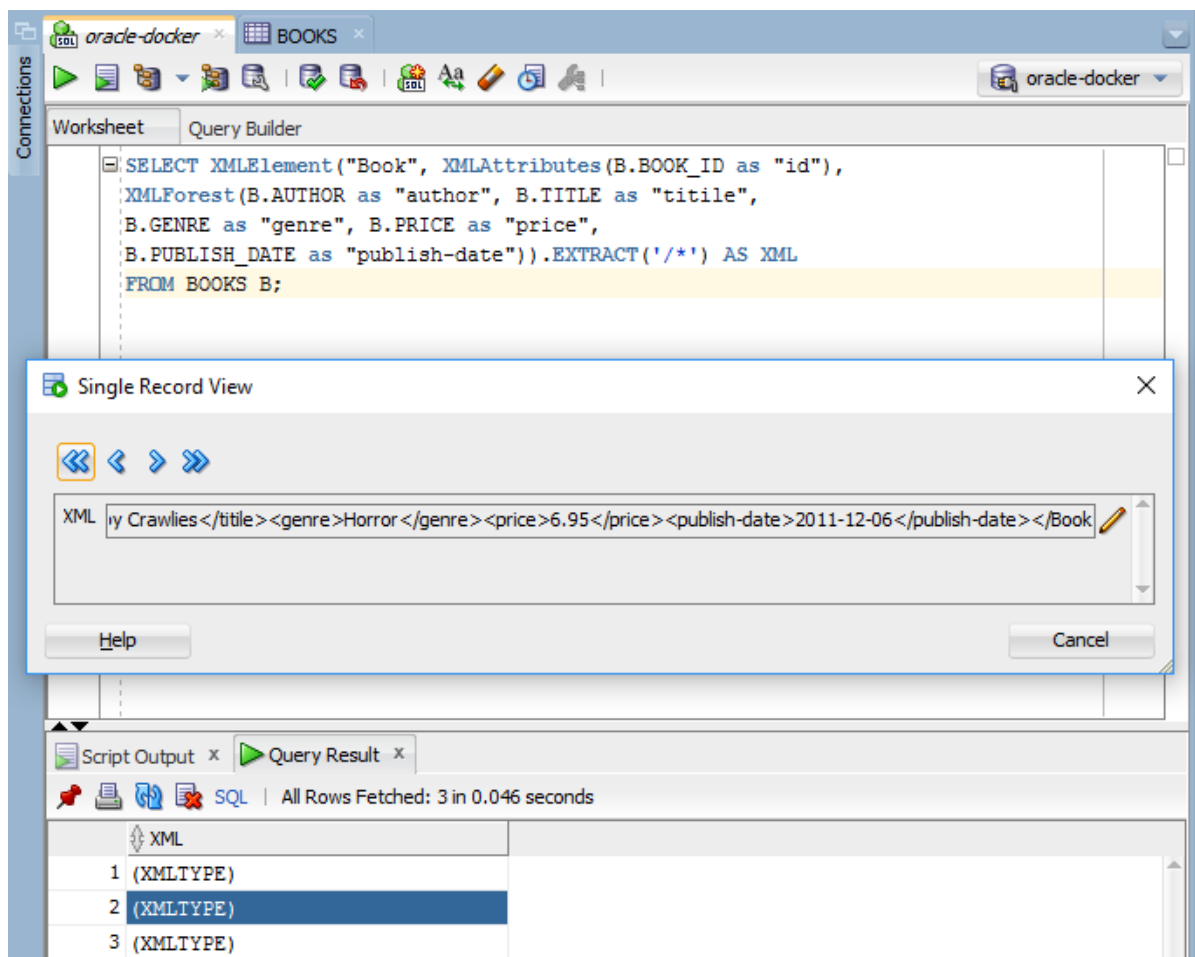 oracle-docker
BOOKS
Connections
oracle-docker
Worksheet Query Builder
SELECT XMLElement("Book", XMLAttributes(B.BOOK_ID as "id"),
XMLForest(B.AUTHOR as "author", B.TITLE as "titile",
B.GENRE as "genre", B.PRICE as "price",
B.PUBLISH_DATE as "publish-date")).EXTRACT('/*') AS XML
FROM BOOKS B;
Single Record View
XML y Crawlies</titile><genre>Horror</genre><price>6.95</price><publish-date>2011-12-06</publish-date></Book
Help Cancel
Script Output x Query Result x
SQL | All Rows Fetched: 3 in 0.046 seconds
XML
1 (XMLTYPE)
2 (XMLTYPE)
3 (XMLTYPE)